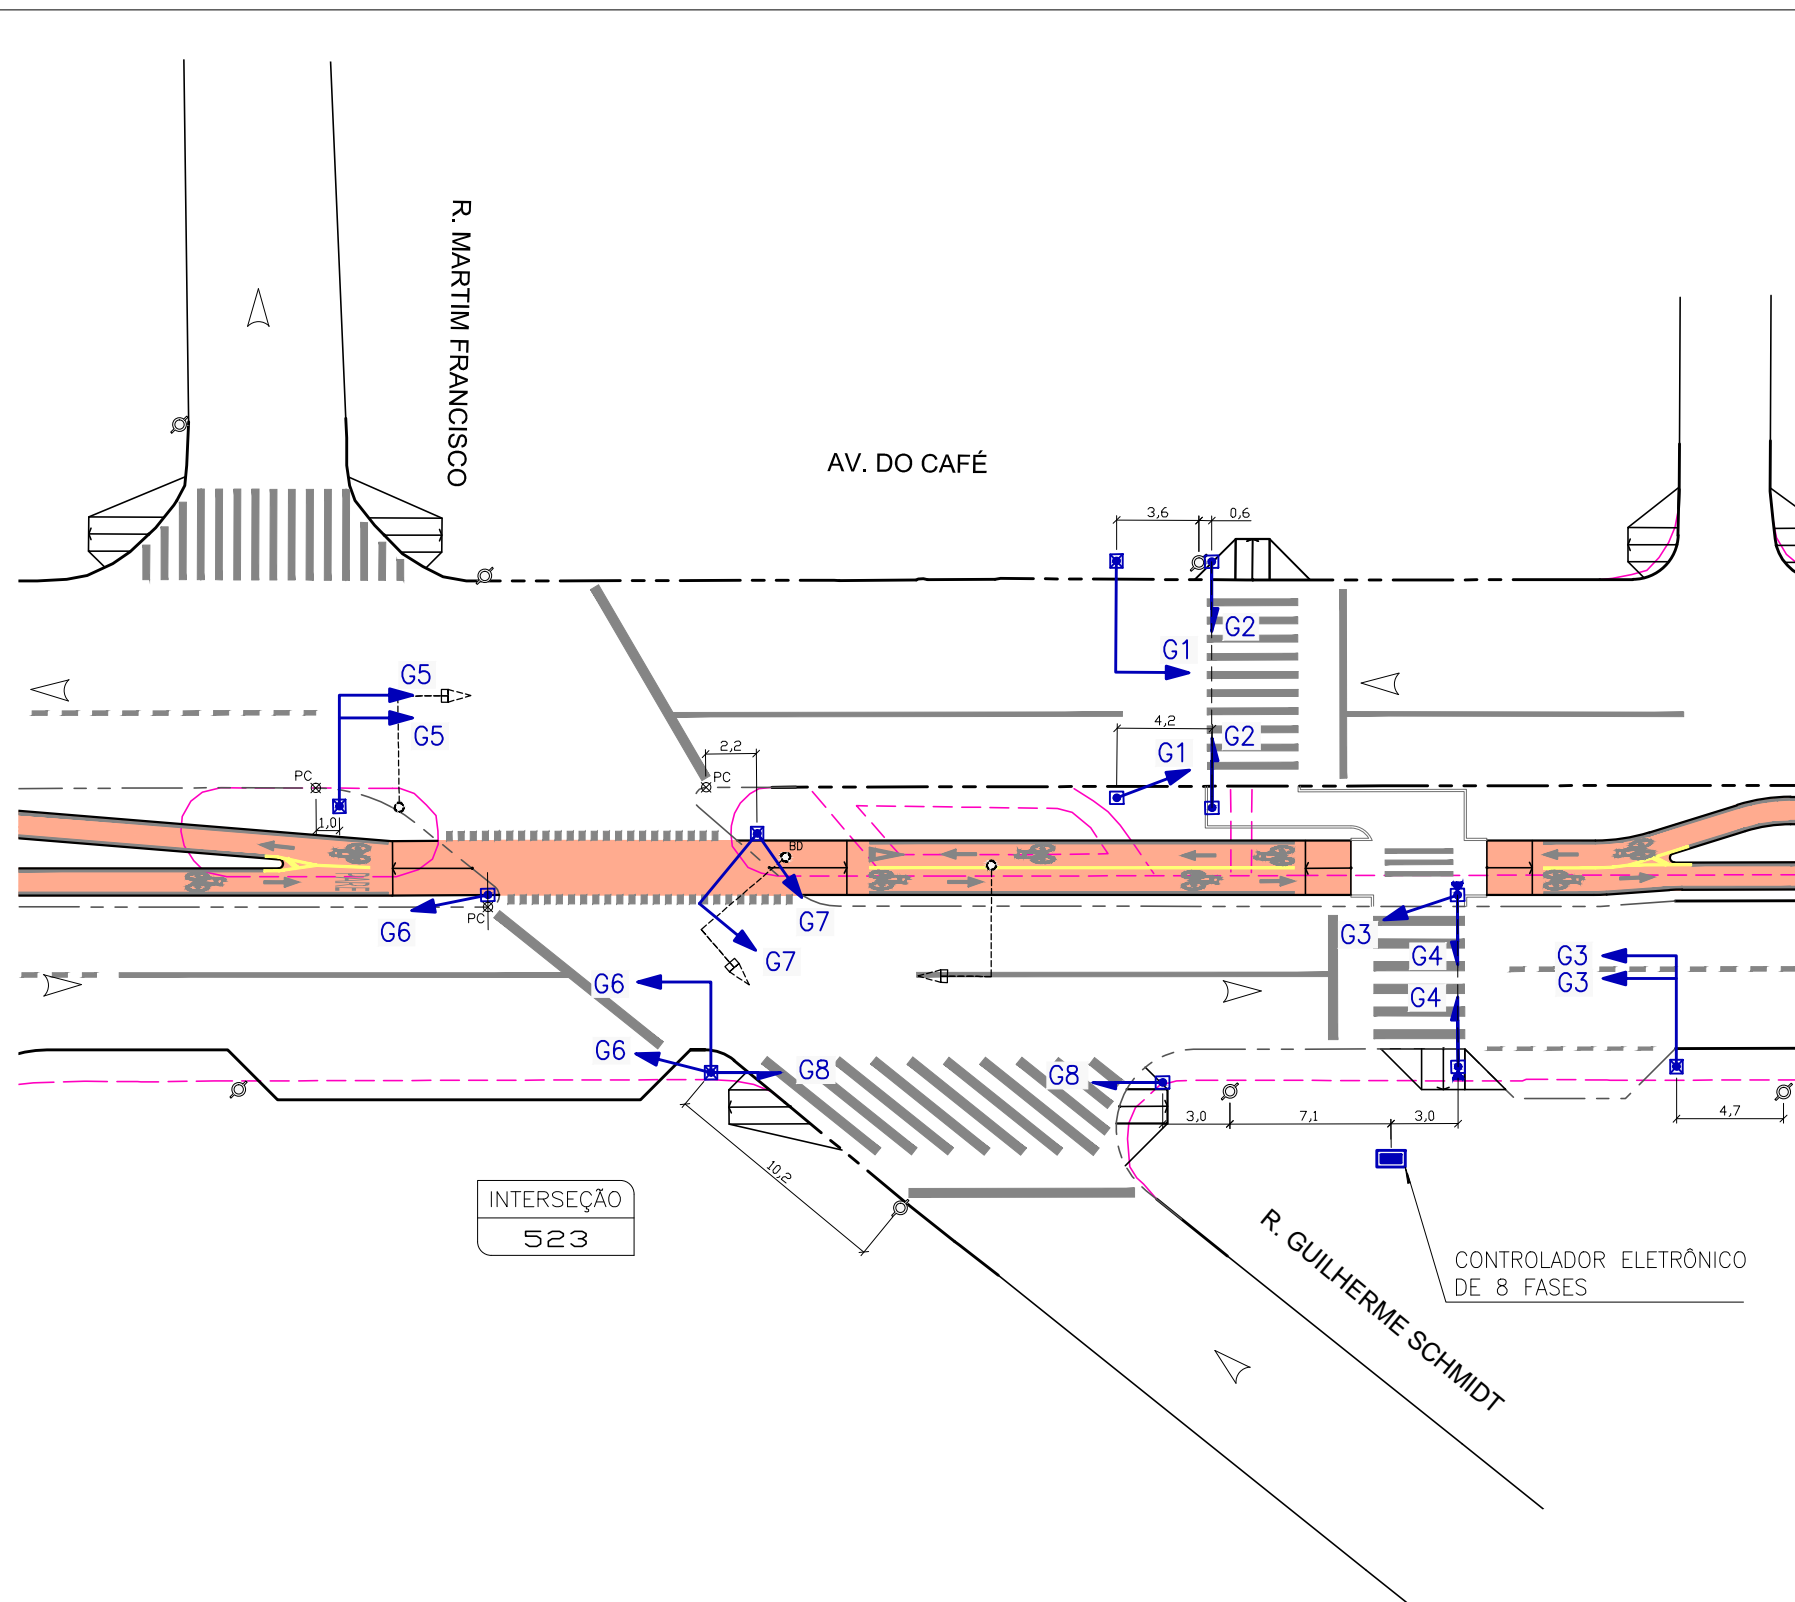 R. MARTIM FRANCISCO
AV. DO CAFÉ
3,6
0,6
G2
G1
G5
G5
4,2
G2
G1
2,2
PC
PC
1,0
BD
G6
PC
G7
G7
G3
G4
G3
G3
G4
G6
G6
G8
G8
3,0
7,1
3,0
4,7
10,2
INTERSEÇÃO
523
R. GUILHERME SCHMIDT
CONTROLADOR ELETRÔNICO
DE 8 FASES